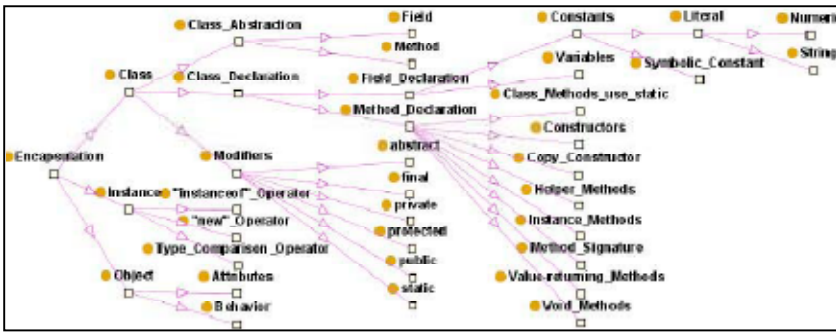 Field
Constants
Literal
Numeric
Class_Abstraction
Method
Variables
Symbolic_Constant
String
Class
Class_Declaration
Field_Declaration
Class_Methods_use_static
Method_Declaration
Constructors
Encapsulation
Modifiers
abstract
Copy_Constructor
final
Instance
"instanceof"_Operator
Helper_Methods
private
"new"_Operator
Instance_Methods
protected
Type_Comparison_Operator
Method_Signature
public
Object
Attributes
Value-returning_Methods
static
Behavior
Void_Methods